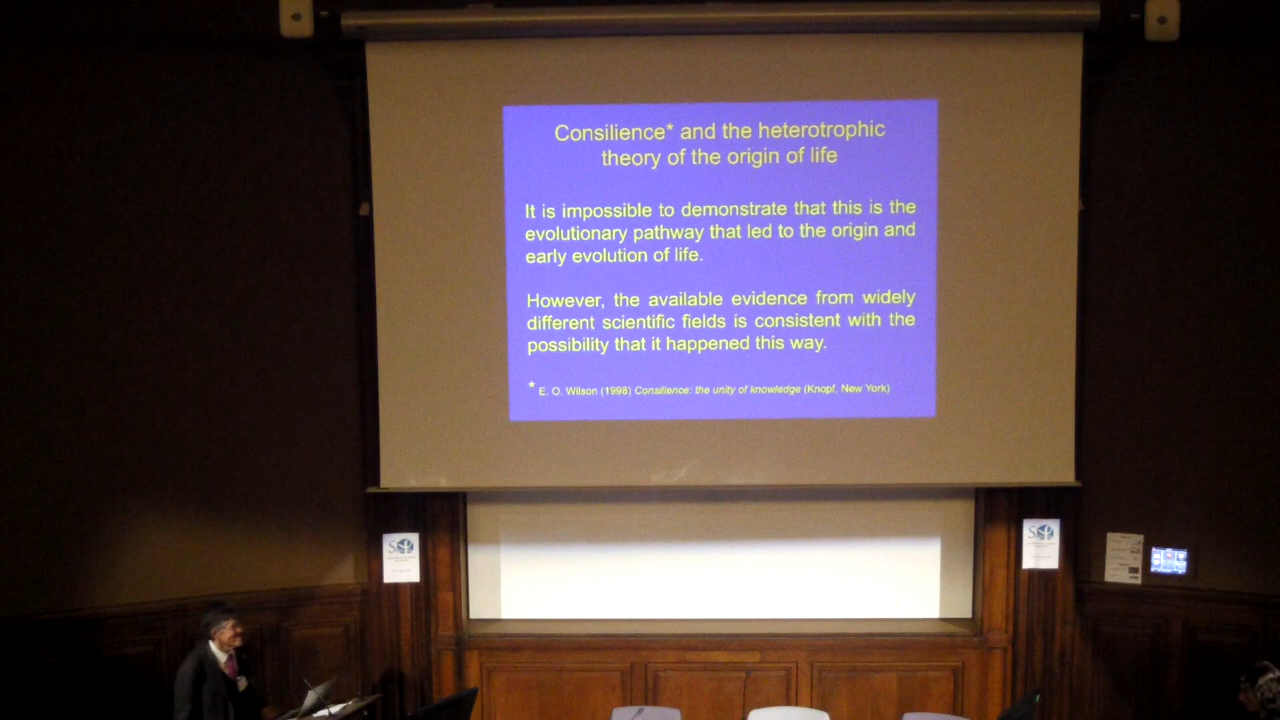 Consilience* and the heterotrophic
theory of the origin of life
It is impossible to demonstrate that this is the
evolutionary pathway that led to the origin and
early evolution of life.
However, the available evidence from widely
different scientific fields is consistent with the
possibility that it happened this way.
* E. O. Wilson (1998) Consilience: the unity of knowledge (Knopf, New York)